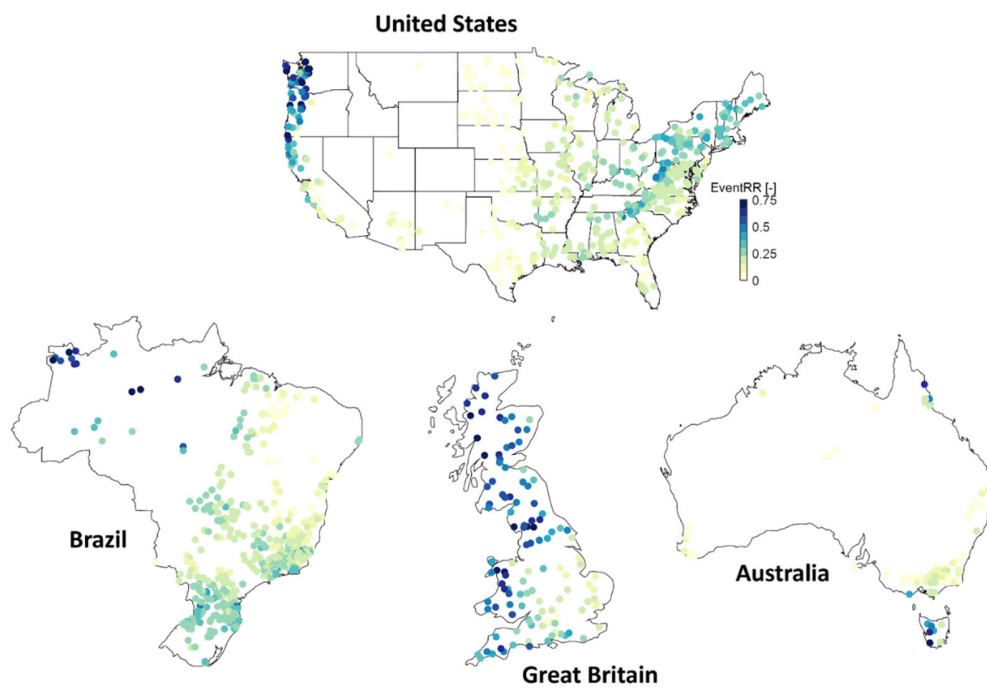 United States
EventRR [-]
0.75
0.5
0.25
0
Brazil
Great Britain
Australia